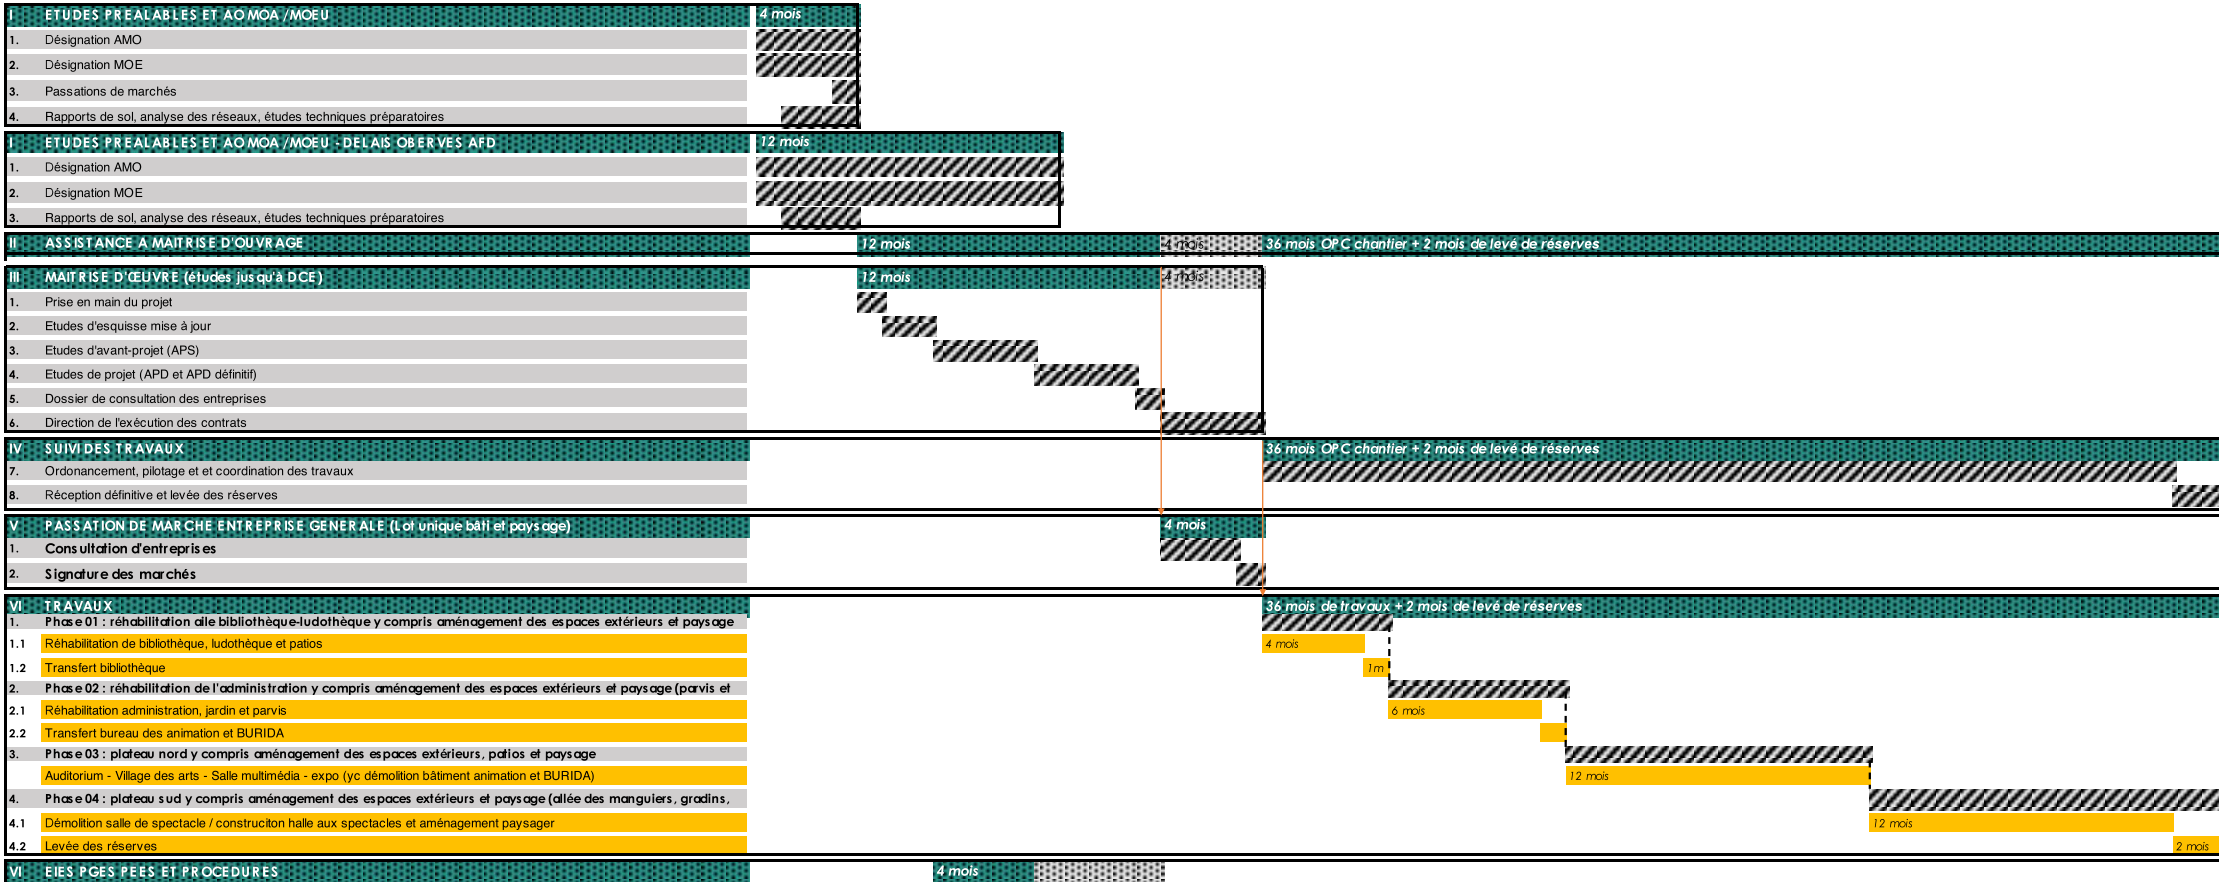 I ETUDES PREALABLES ET AO MOA /MOEU 4 mois
1. Désignation AMO
2. Désignation MOE
3. Passations de marchés
4. Rapports de sol, analyse des réseaux, études techniques préparatoires
I ETUDES PREALABLES ET AO MOA /MOEU - DELAIS OBERVES AFD 12 mois
1. Désignation AMO
2. Désignation MOE
3. Rapports de sol, analyse des réseaux, études techniques préparatoires
II ASSISTANCE A MAITRISE D'OUVRAGE 12 mois 4 mois 36 mois OPC chantier + 2 mois de levé de réserves
III MAITRISE D'ŒUVRE (études jusqu'à DCE) 12 mois 4 mois
1. Prise en main du projet
2. Etudes d'esquisse mise à jour
3. Etudes d'avant-projet (APS)
4. Etudes de projet (APD et APD définitif)
5. Dossier de consultation des entreprises
6. Direction de l'exécution des contrats
IV SUIVI DES TRAVAUX 36 mois OPC chantier + 2 mois de levé de réserves
7. Ordonancement, pilotage et et coordination des travaux
8. Réception définitive et levée des réserves
V PASSATION DE MARCHE ENTREPRISE GENERALE (Lot unique bâti et paysage) 4 mois
1. Consultation d'entreprises
2. Signature des marchés
VI TRAVAUX 36 mois de travaux + 2 mois de levé de réserves
1. Phase 01 : réhabilitation alle bibliothèque-ludothèque y compris aménagement des espaces extérieurs et paysage
1.1 Réhabilitation de bibliothèque, ludothèque et patios 4 mois
1.2 Transfert bibliothèque 1m
2. Phase 02 : réhabilitation de l'administration y compris aménagement des espaces extérieurs et paysage (parvis et
2.1 Réhabilitation administration, jardin et parvis 6 mois
2.2 Transfert bureau des animation et BURIDA
3. Phase 03 : plateau nord y compris aménagement des espaces extérieurs, patios et paysage
Auditorium - Village des arts - Salle multimédia - expo (yc démolition bâtiment animation et BURIDA) 12 mois
4. Phase 04 : plateau sud y compris aménagement des espaces extérieurs et paysage (allée des manguiers, gradins,
4.1 Démolition salle de spectacle / construciton halle aux spectacles et aménagement paysager 12 mois
4.2 Levée des réserves 2 mois
VI EIES PGES PEES ET PROCEDURES 4 mois